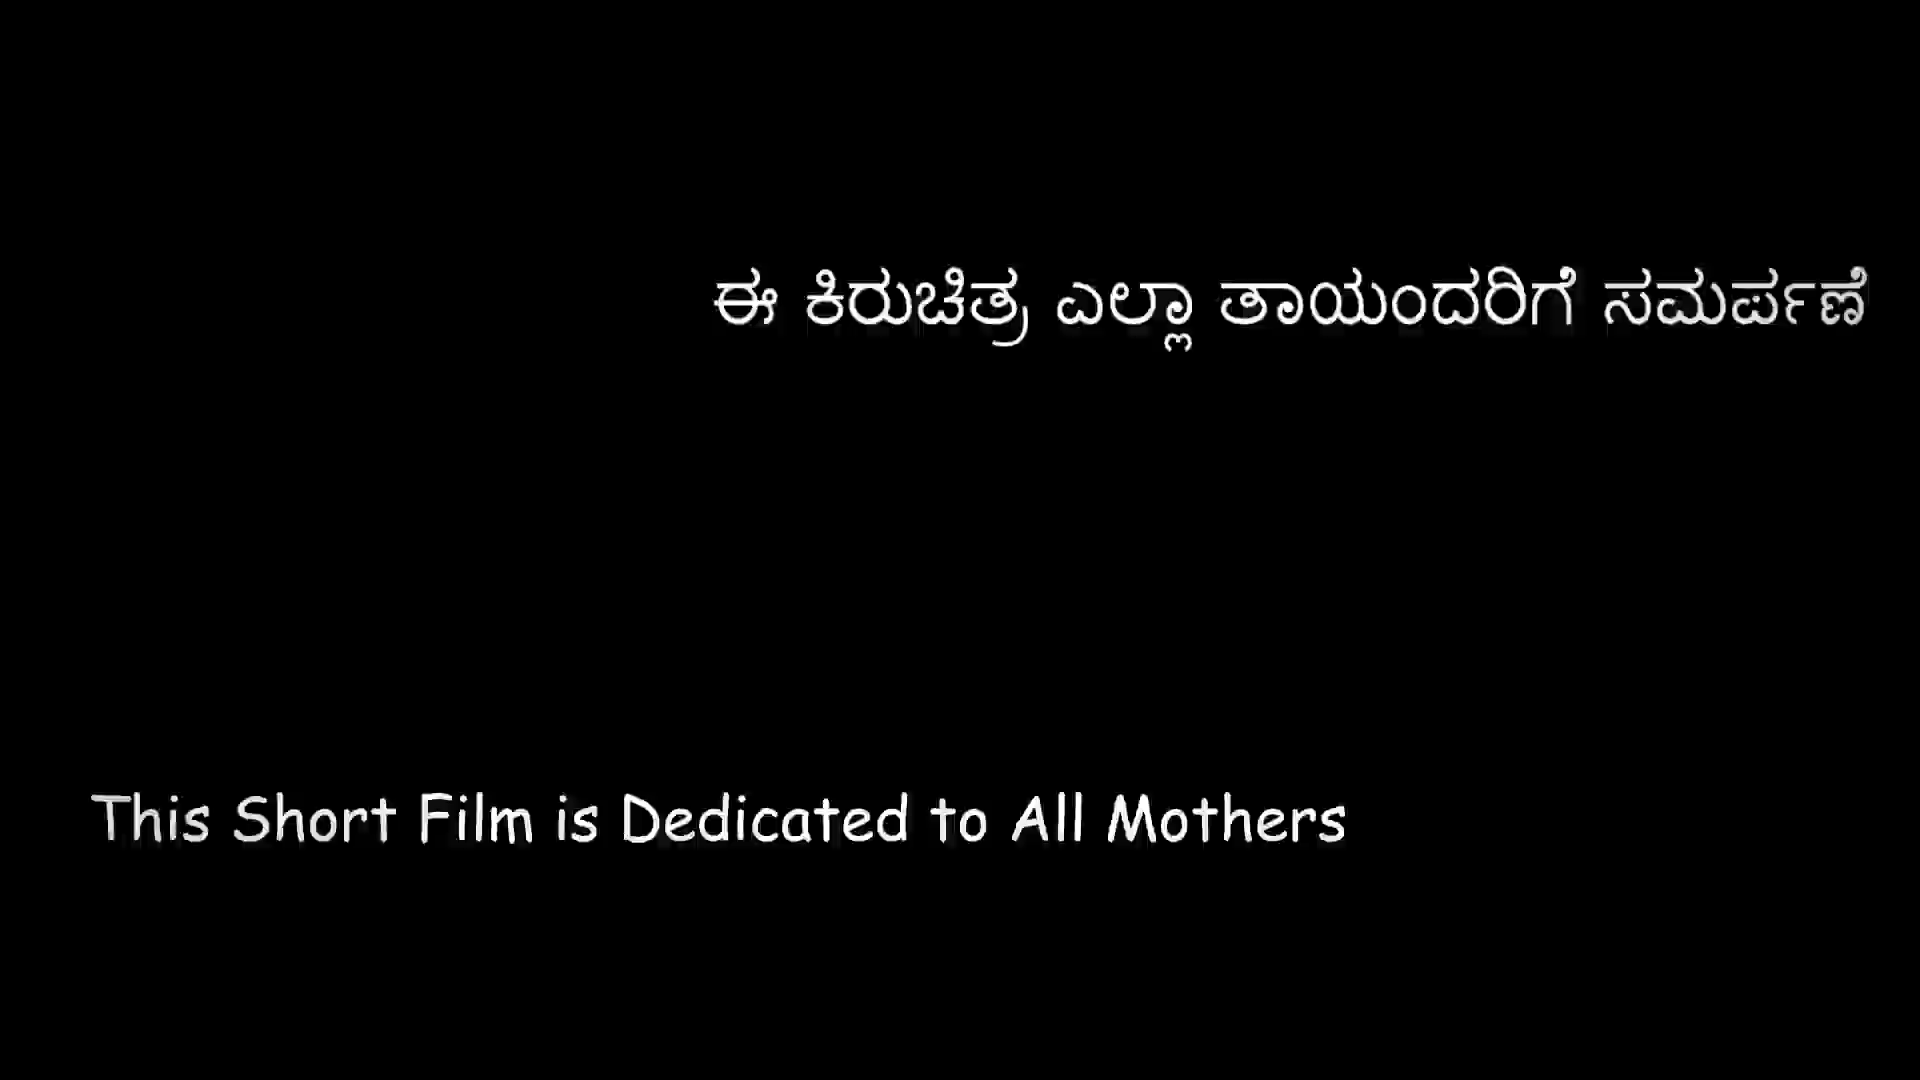 ಈ ಕಿರುಚಿತ್ರ ಎಲ್ಲಾ ತಾಯಂದರಿಗೆ ಸಮರ್ಪಣೆ
This Short Film is Dedicated to All Mothers